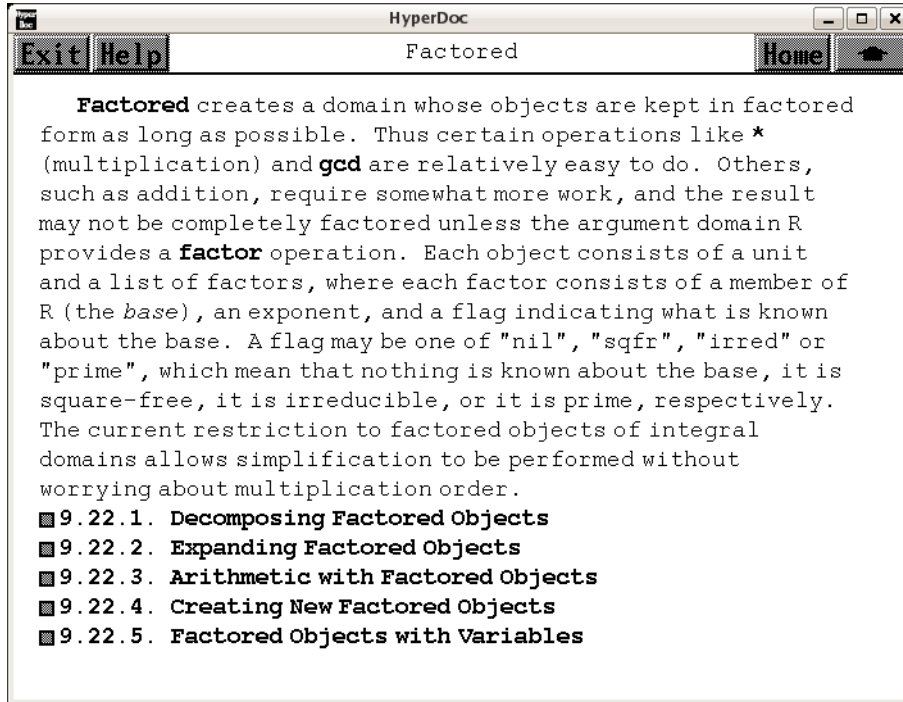 HyperDoc
Exit Help Factored Home
Factored creates a domain whose objects are kept in factored
form as long as possible. Thus certain operations like *
(multiplication) and gcd are relatively easy to do. Others,
such as addition, require somewhat more work, and the result
may not be completely factored unless the argument domain R
provides a factor operation. Each object consists of a unit
and a list of factors, where each factor consists of a member of
R (the base), an exponent, and a flag indicating what is known
about the base. A flag may be one of "nil", "sqfr", "irred" or
"prime", which mean that nothing is known about the base, it is
square-free, it is irreducible, or it is prime, respectively.
The current restriction to factored objects of integral
domains allows simplification to be performed without
worrying about multiplication order.
9.22.1. Decomposing Factored Objects
9.22.2. Expanding Factored Objects
9.22.3. Arithmetic with Factored Objects
9.22.4. Creating New Factored Objects
9.22.5. Factored Objects with Variables